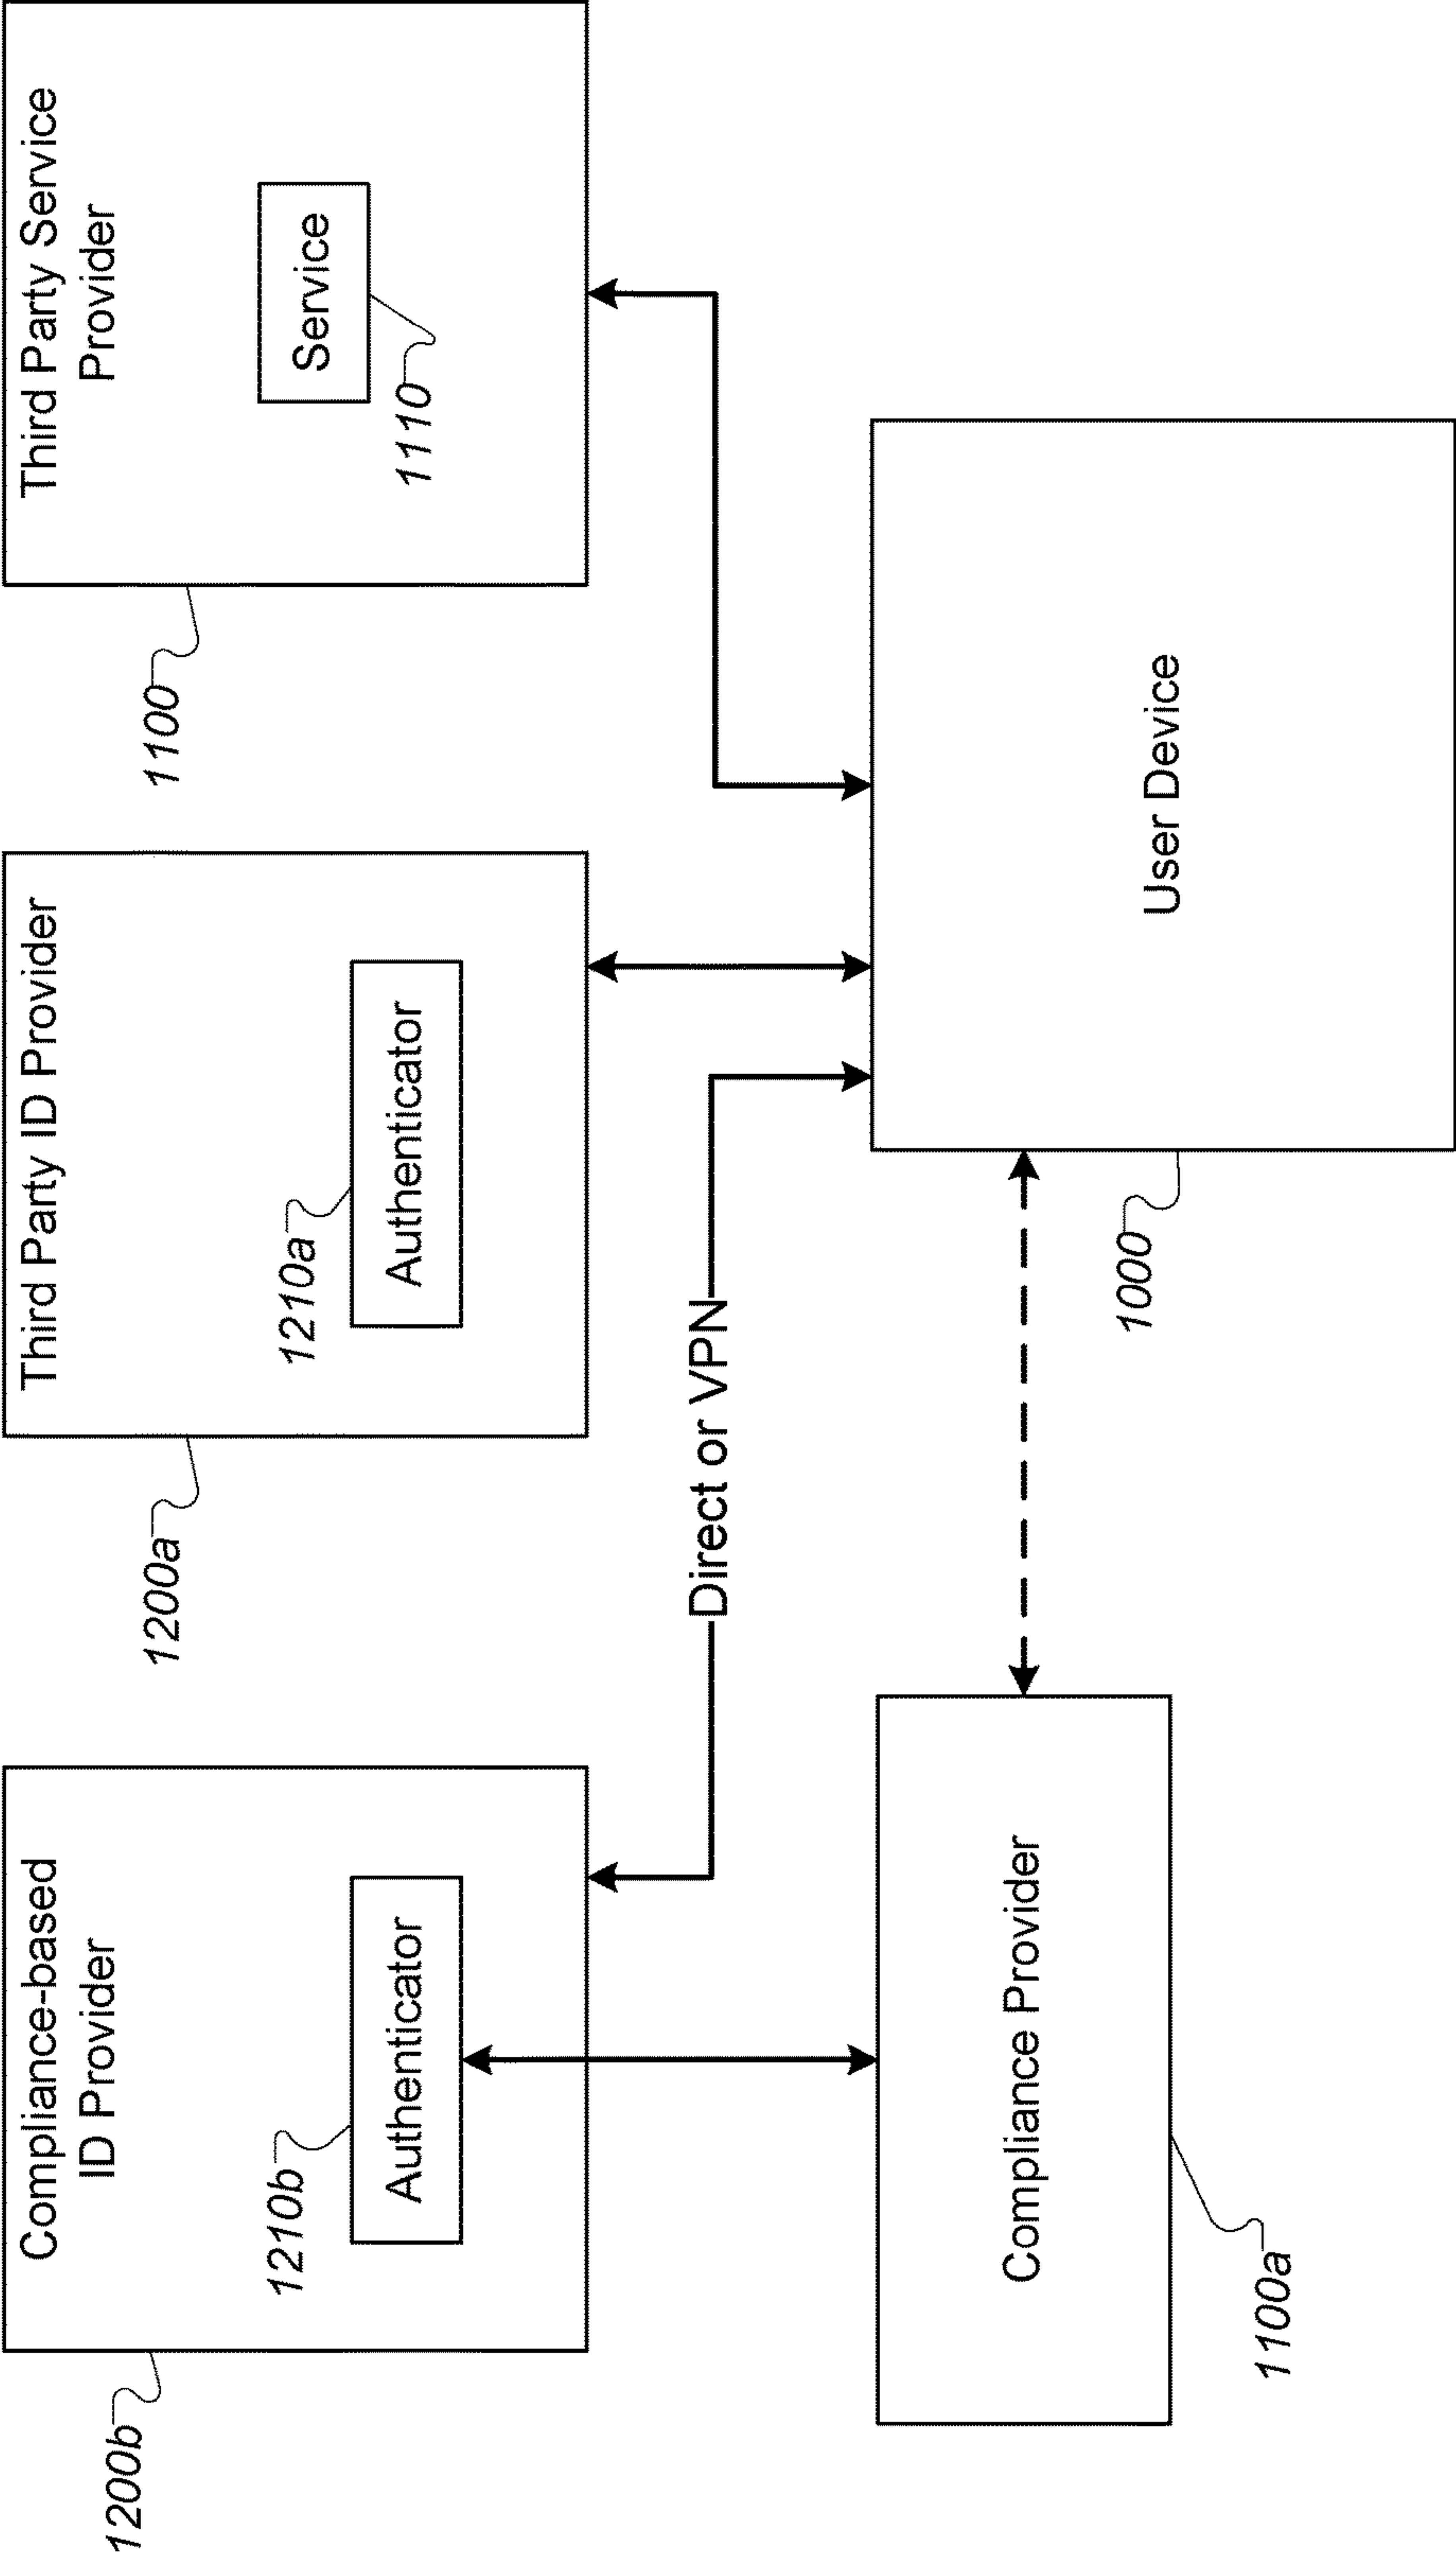 Compliance-based
ID Provider
Authenticator
1210b
1200b
Third Party ID Provider
Authenticator
1210a
1200a
Third Party Service
Provider
Service
1110
1100
Direct or VPN
Compliance Provider
1100a
User Device
1000